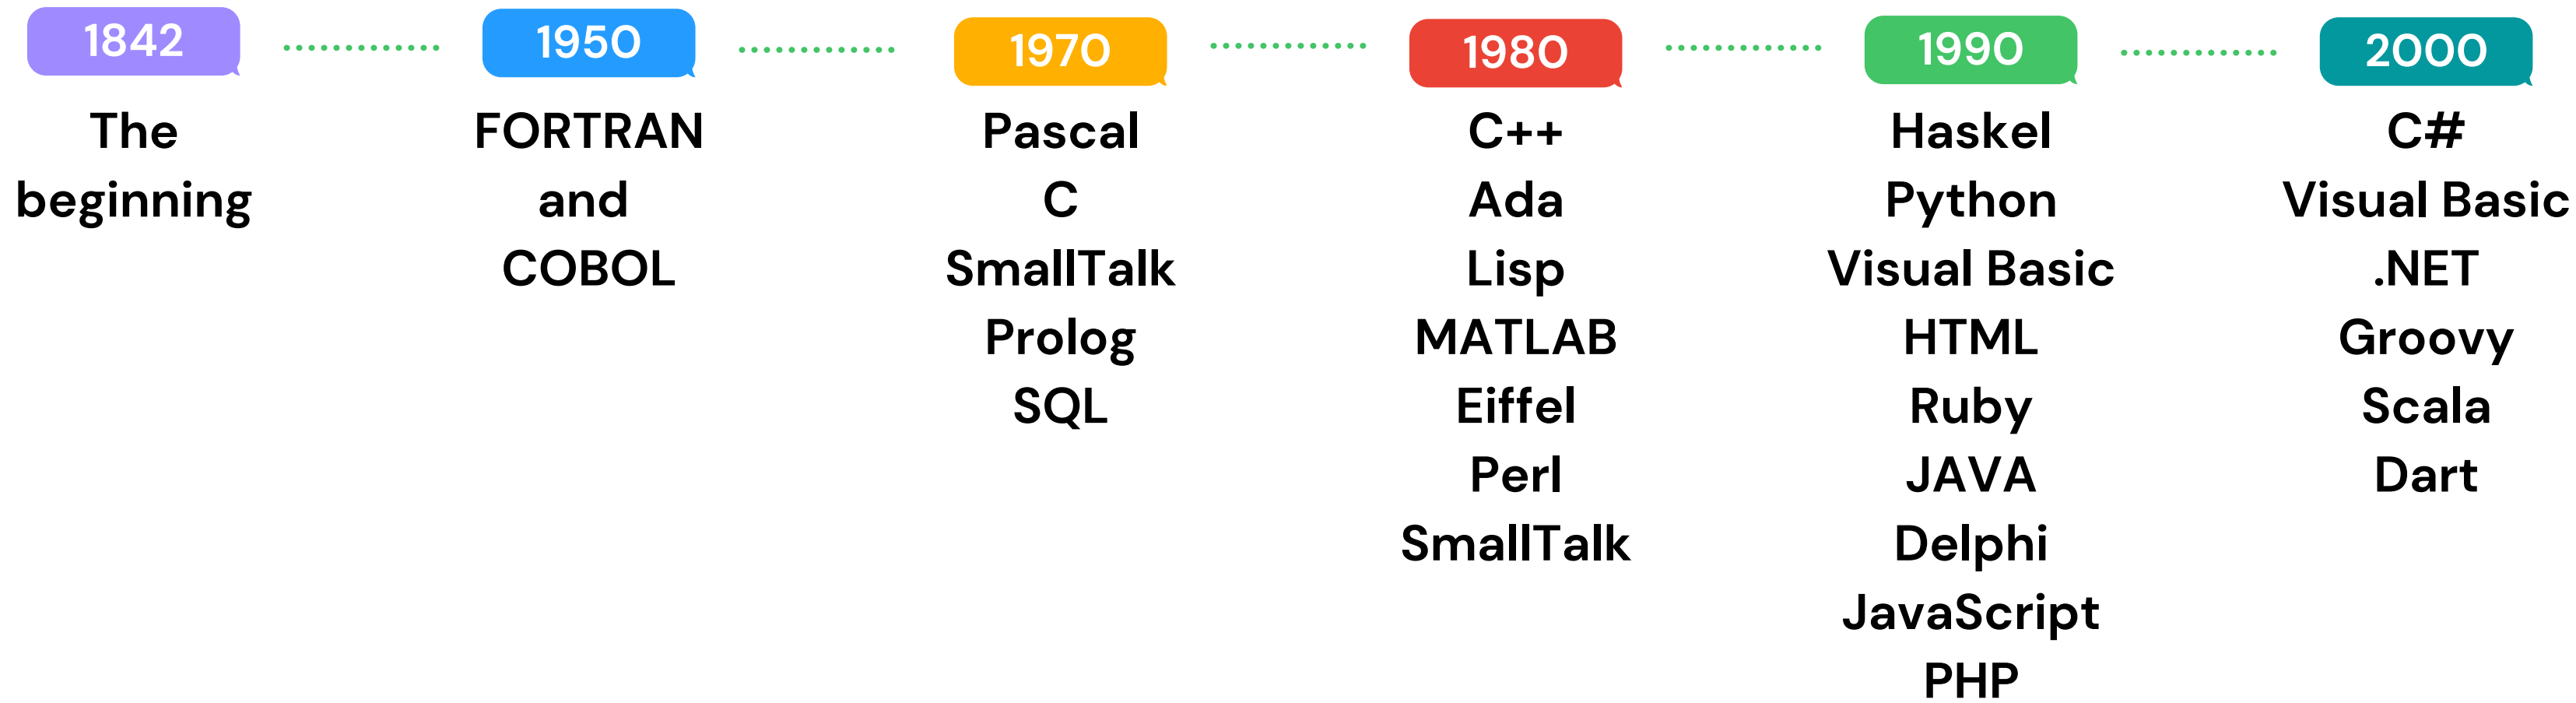 1842
The
beginning
1950
FORTRAN
and
COBOL
1970
Pascal
C
SmallTalk
Prolog
SQL
1980
C++
Ada
Lisp
MATLAB
Eiffel
Perl
SmallTalk
1990
Haskel
Python
Visual Basic
HTML
Ruby
JAVA
Delphi
JavaScript
PHP
2000
C#
Visual Basic
.NET
Groovy
Scala
Dart